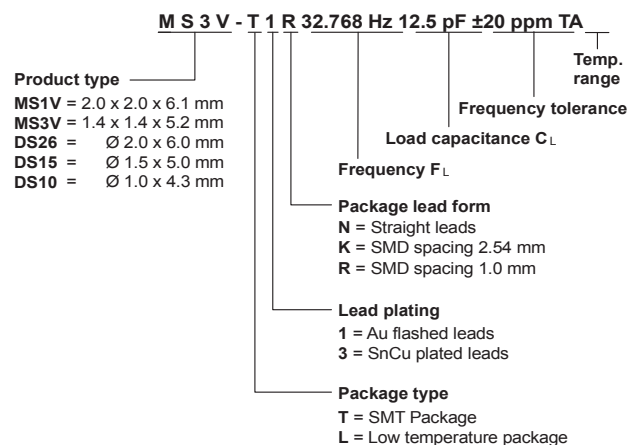 M S 3 V - T 1 R 32.768 Hz 12.5 pF ±20 ppm TA
Temp.
range
Product type
MS1V = 2.0 x 2.0 x 6.1 mm
MS3V = 1.4 x 1.4 x 5.2 mm
DS26 = Ø 2.0 x 6.0 mm
DS15 = Ø 1.5 x 5.0 mm
DS10 = Ø 1.0 x 4.3 mm
Frequency tolerance
Load capacitance CL
Frequency FL
Package lead form
N = Straight leads
K = SMD spacing 2.54 mm
R = SMD spacing 1.0 mm
Lead plating
1 = Au flashed leads
3 = SnCu plated leads
Package type
T = SMT Package
L = Low temperature package